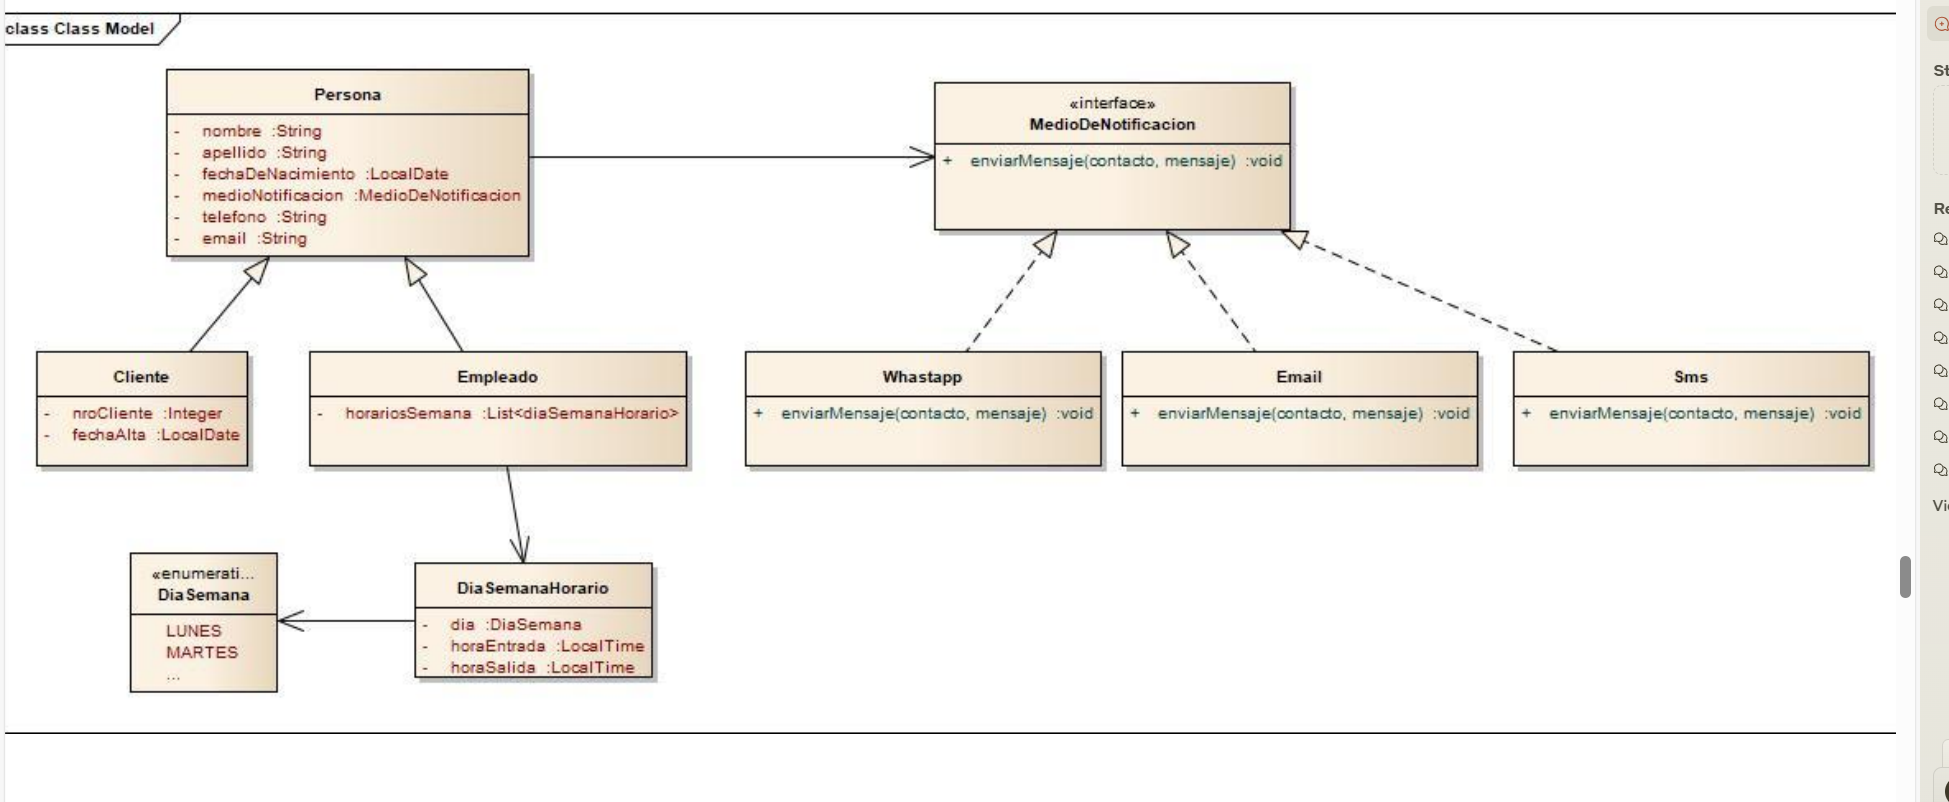 class Class Model
Persona
- nombre :String
- apellido :String
- fechaDeNacimiento :LocalDate
- medioNotificacion :MedioDeNotificacion
- telefono :String
- email :String
«interface»
MedioDeNotificacion
+ enviarMensaje(contacto, mensaje) :void
Cliente
- nroCliente :Integer
- fechaAlta :LocalDate
Empleado
- horariosSemana :List<diaSemanaHorario>
Whastapp
+ enviarMensaje(contacto, mensaje) :void
Email
+ enviarMensaje(contacto, mensaje) :void
Sms
+ enviarMensaje(contacto, mensaje) :void
«enumerati...
DiaSemana
LUNES
MARTES
...
DiaSemanaHorario
- dia :DiaSemana
- horaEntrada :LocalTime
- horaSalida :LocalTime